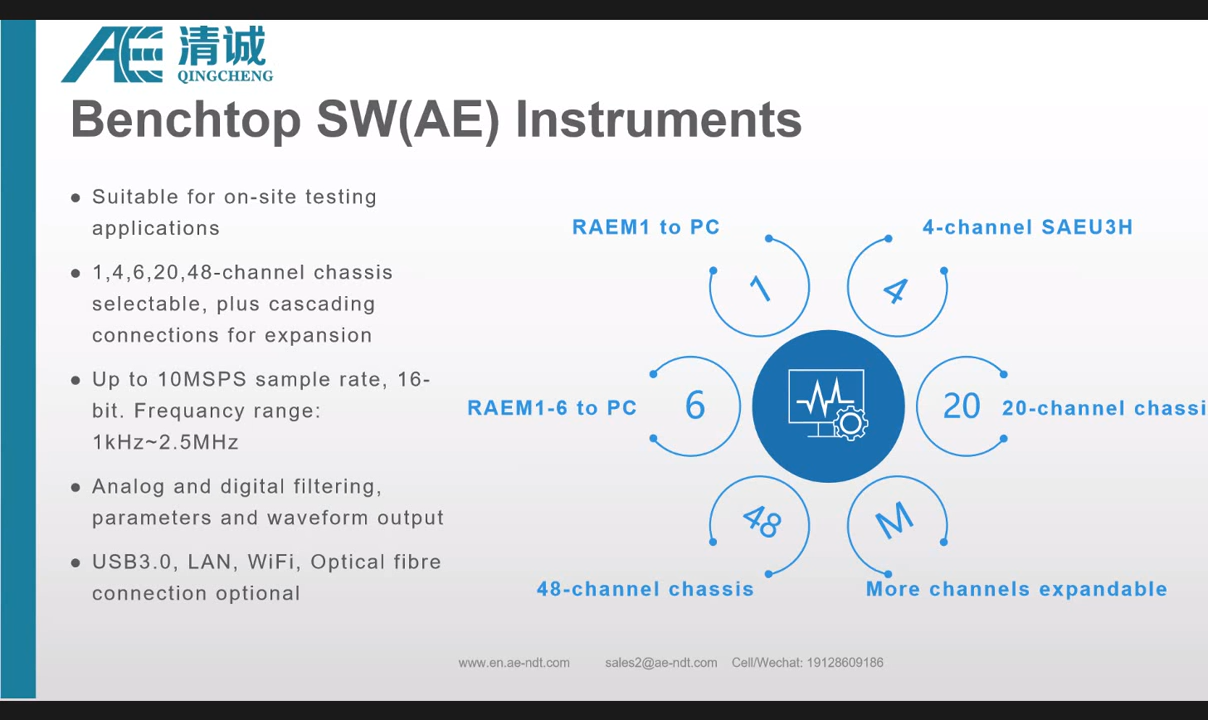 清诚
QINGCHENG
Benchtop SW(AE) Instruments
● Suitable for on-site testing
applications
● 1,4,6,20,48-channel chassis
selectable, plus cascading
connections for expansion
● Up to 10MSPS sample rate, 16-
bit. Frequancy range:
1kHz~2.5MHz
● Analog and digital filtering,
parameters and waveform output
● USB3.0, LAN, WiFi, Optical fibre
connection optional
RAEM1 to PC
1
4-channel SAEU3H
4
RAEM1-6 to PC
6
20
20-channel chassi
48
48-channel chassis
M
More channels expandable
www.en.ae-ndt.com sales2@ae-ndt.com Cell/Wechat: 19128609186